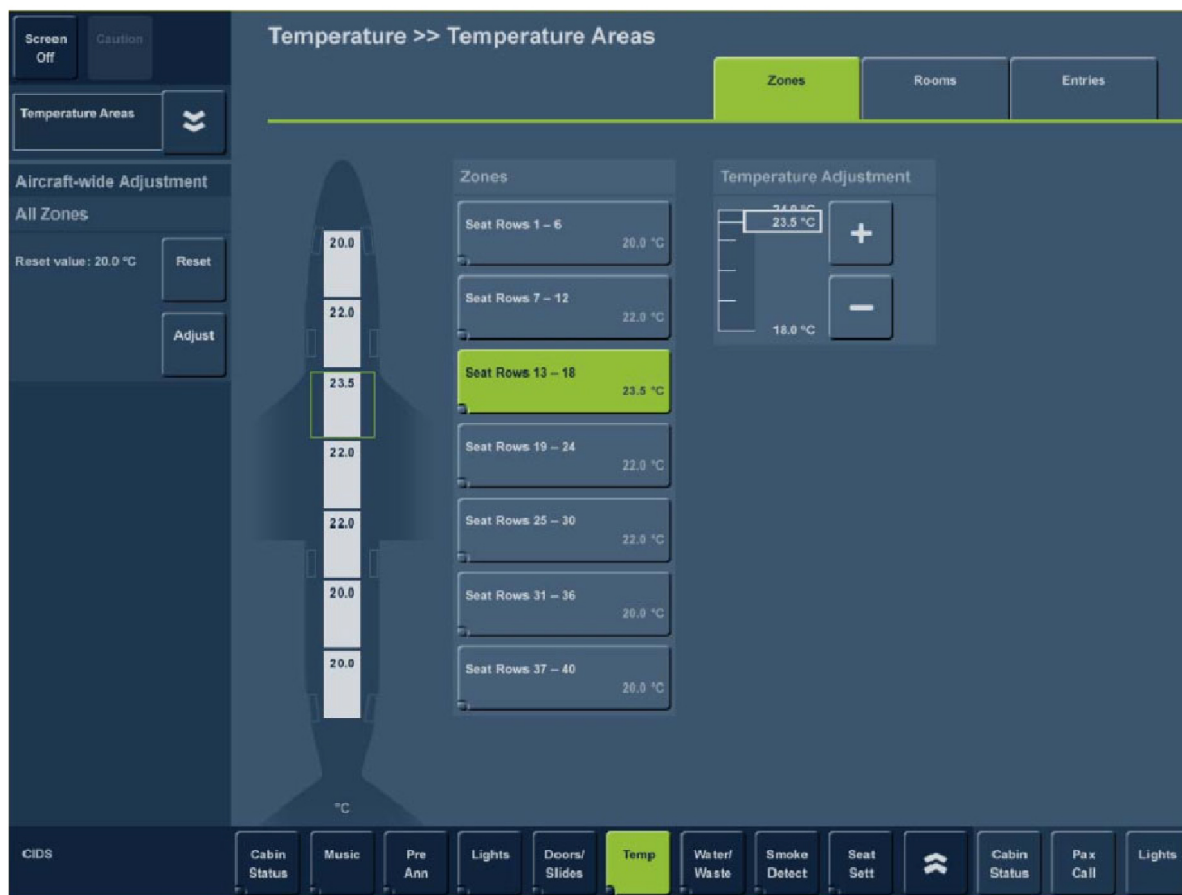 Screen
Off
Caution
Temperature >> Temperature Areas
Zones
Rooms
Entries
Temperature Areas
Aircraft-wide Adjustment
All Zones
Reset value: 20.0 °C
Reset
Adjust
20.0
22.0
23.5
22.0
22.0
20.0
20.0
°C
Zones
Seat Rows 1 – 6
20.0 °C
Seat Rows 7 – 12
22.0 °C
Seat Rows 13 – 18
23.5 °C
Seat Rows 19 – 24
22.0 °C
Seat Rows 25 – 30
22.0 °C
Seat Rows 31 – 36
20.0 °C
Seat Rows 37 – 40
20.0 °C
Temperature Adjustment
24.0 °C
23.5 °C
18.0 °C
+
−
CIDS
Cabin
Status
Music
Pre
Ann
Lights
Doors/
Slides
Temp
Water/
Waste
Smoke
Detect
Seat
Sett
Cabin
Status
Pax
Call
Lights